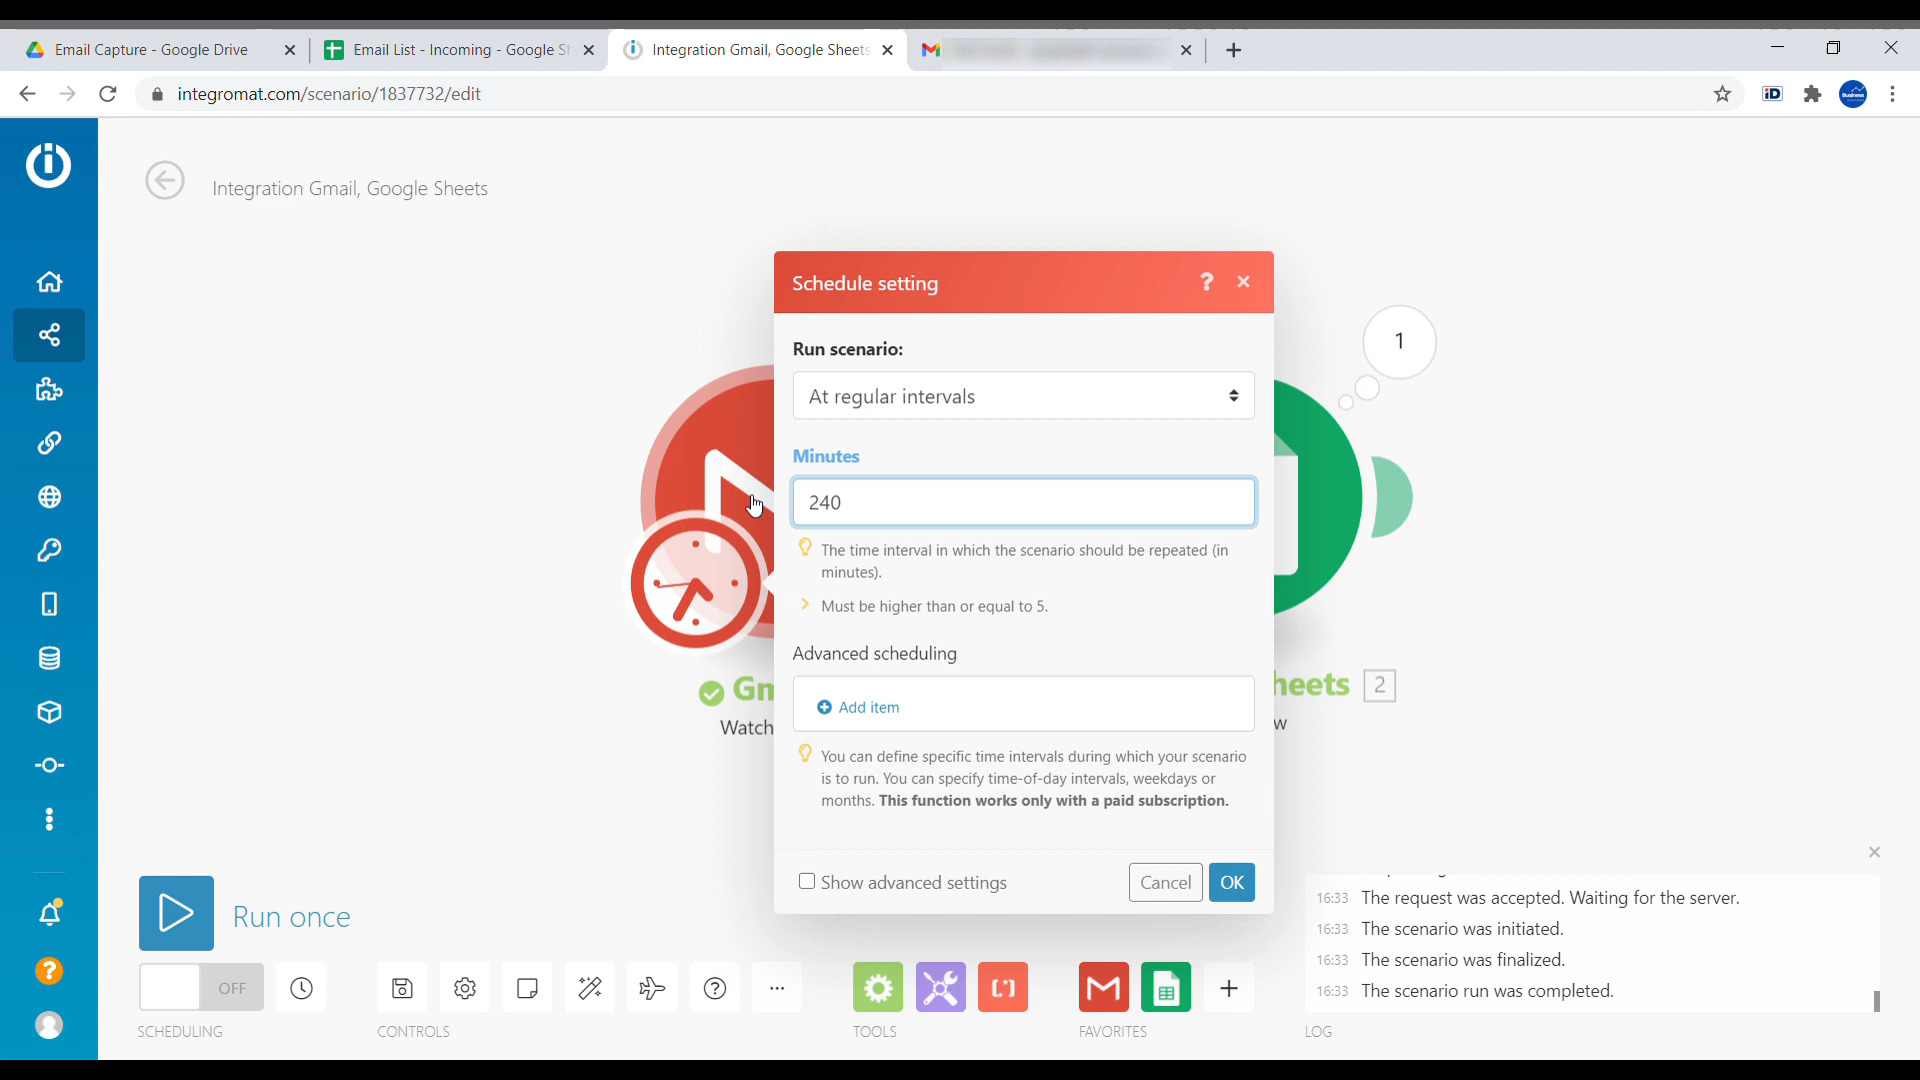 Email Capture - Google Drive
Email List - Incoming - Google Sh
Integration Gmail, Google Sheets
integromat.com/scenario/1837732/edit
Integration Gmail, Google Sheets
Schedule setting
?
1
Run scenario:
At regular intervals
Minutes
240
The time interval in which the scenario should be repeated (in
minutes).
Must be higher than or equal to 5.
Advanced scheduling
Gm
heets 2
Add item
Watch
w
You can define specific time intervals during which your scenario
is to run. You can specify time-of-day intervals, weekdays or
months. This function works only with a paid subscription.
Show advanced settings
Cancel
OK
Run once
16:33 The request was accepted. Waiting for the server.
16:33 The scenario was initiated.
16:33 The scenario was finalized.
16:33 The scenario run was completed.
OFF
SCHEDULING
CONTROLS
TOOLS
FAVORITES
LOG